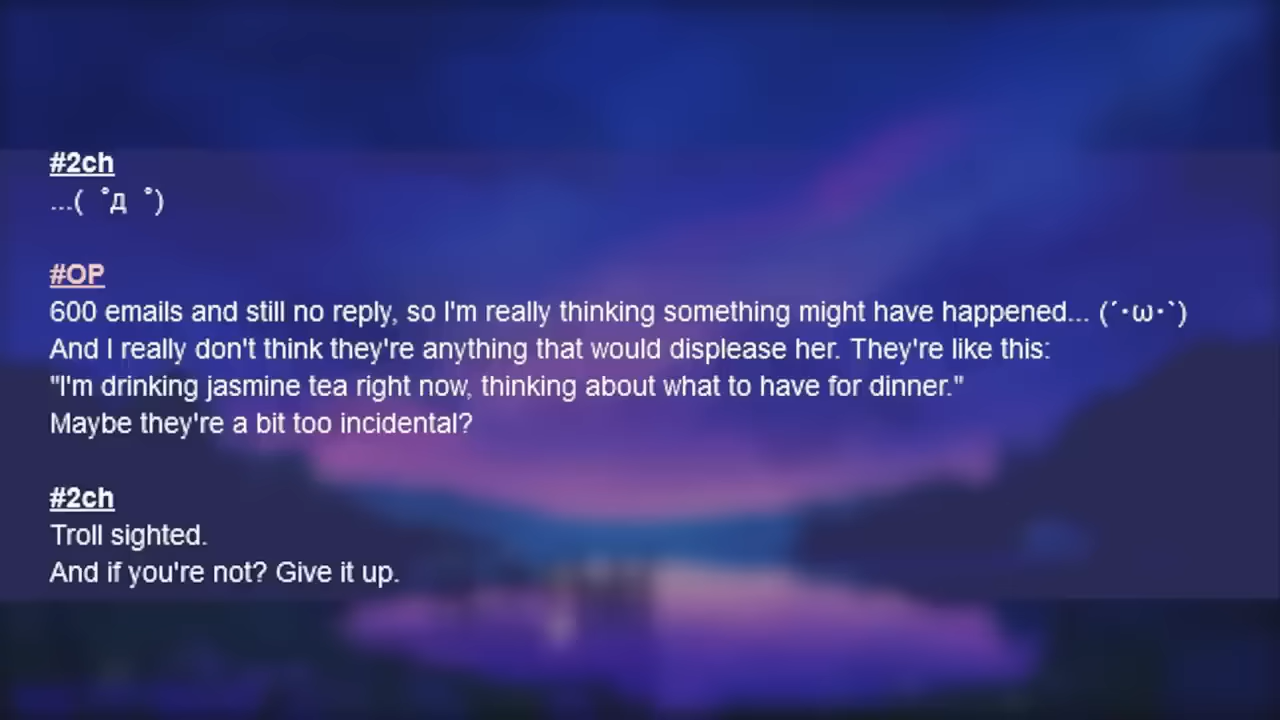 #2ch
...( ﾟд ﾟ)
#OP
600 emails and still no reply, so I'm really thinking something might have happened... (´･ω･`)
And I really don't think they're anything that would displease her. They're like this:
"I'm drinking jasmine tea right now, thinking about what to have for dinner."
Maybe they're a bit too incidental?
#2ch
Troll sighted.
And if you're not? Give it up.